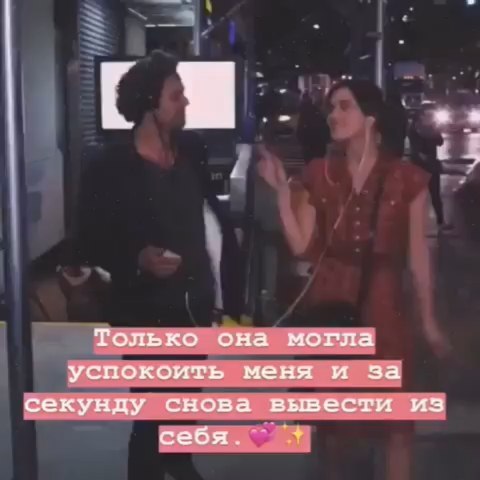 Только она могла
успокоить меня и за
секунду снова вывести из
себя.💞✨